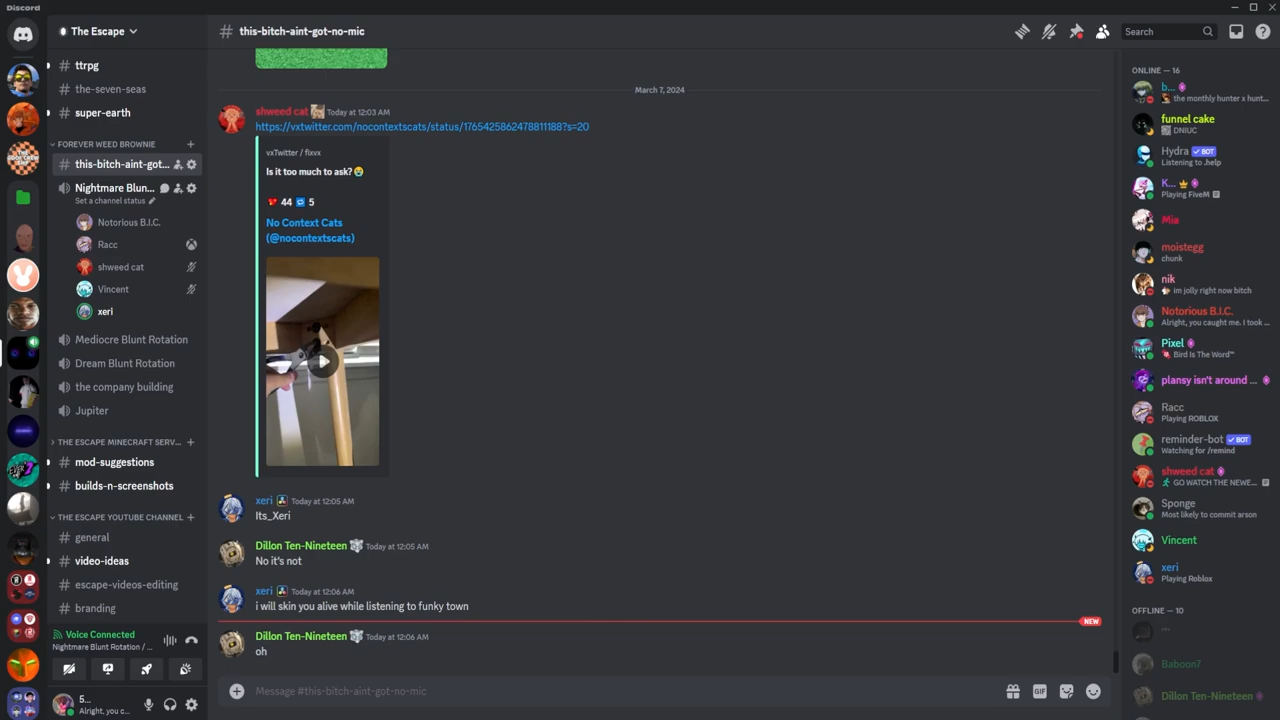 Discord
The Escape
ttrpg
the-seven-seas
super-earth
FOREVER WEED BROWNIE
this-bitch-aint-got...
Nightmare Blun...
Set a channel status
Notorious B.I.C.
Racc
shweed cat
Vincent
xeri
Mediocre Blunt Rotation
Dream Blunt Rotation
the company building
Jupiter
THE ESCAPE MINECRAFT SERV...
mod-suggestions
builds-n-screenshots
THE ESCAPE YOUTUBE CHANNEL
general
video-ideas
escape-videos-editing
branding
Voice Connected
Nightmare Blunt Rotation / ...
5...
Alright, you c...
this-bitch-aint-got-no-mic
Search
March 7, 2024
shweed cat Today at 12:03 AM
https://vxtwitter.com/nocontextscats/status/1765425862478811188?s=20
vxTwitter / fixvx
Is it too much to ask?😭
44 5
No Context Cats
(@nocontextscats)
xeri Today at 12:05 AM
Its_Xeri
Dillon Ten-Nineteen Today at 12:05 AM
No it's not
xeri Today at 12:06 AM
i will skin you alive while listening to funky town
NEW
Dillon Ten-Nineteen Today at 12:06 AM
oh
Message #this-bitch-aint-got-no-mic
GIF
ONLINE — 16
b...
the monthly hunter x hunt...
funnel cake
DNIUC
Hydra BOT
Listening to .help
K...
Playing FiveM
Mia
moistegg
chunk
nik
im jolly right now bitch
Notorious B.I.C.
Alright, you caught me. I took ...
Pixel
Bird Is The Word™
plansy isn't around ...
Racc
Playing ROBLOX
reminder-bot BOT
Watching for /remind
shweed cat
GO WATCH THE NEWE...
Sponge
Most likely to commit arson
Vincent
xeri
Playing Roblox
OFFLINE — 10
Baboon7
Dillon Ten-Nineteen